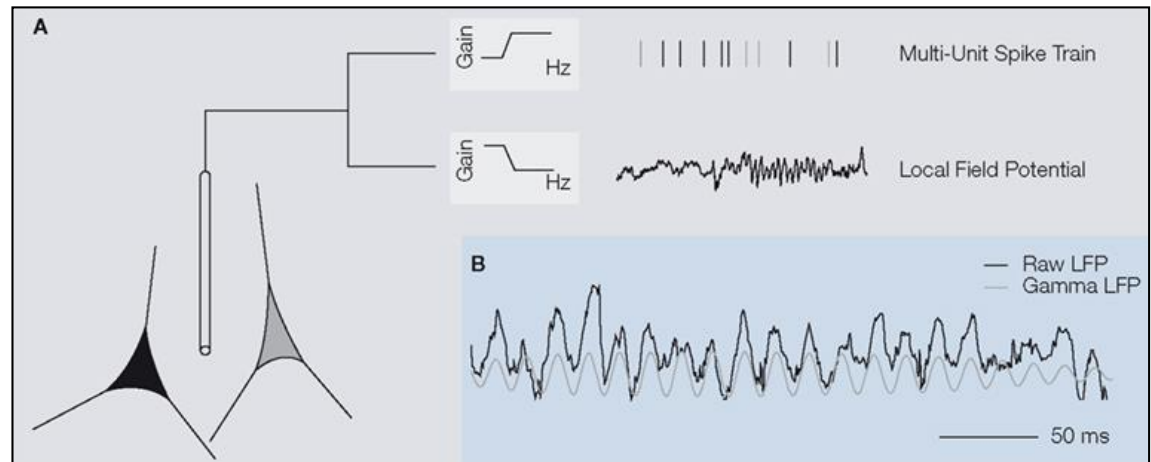 A
Gain
Hz
Multi-Unit Spike Train
Gain
Hz
Local Field Potential
B
Raw LFP
Gamma LFP
50 ms